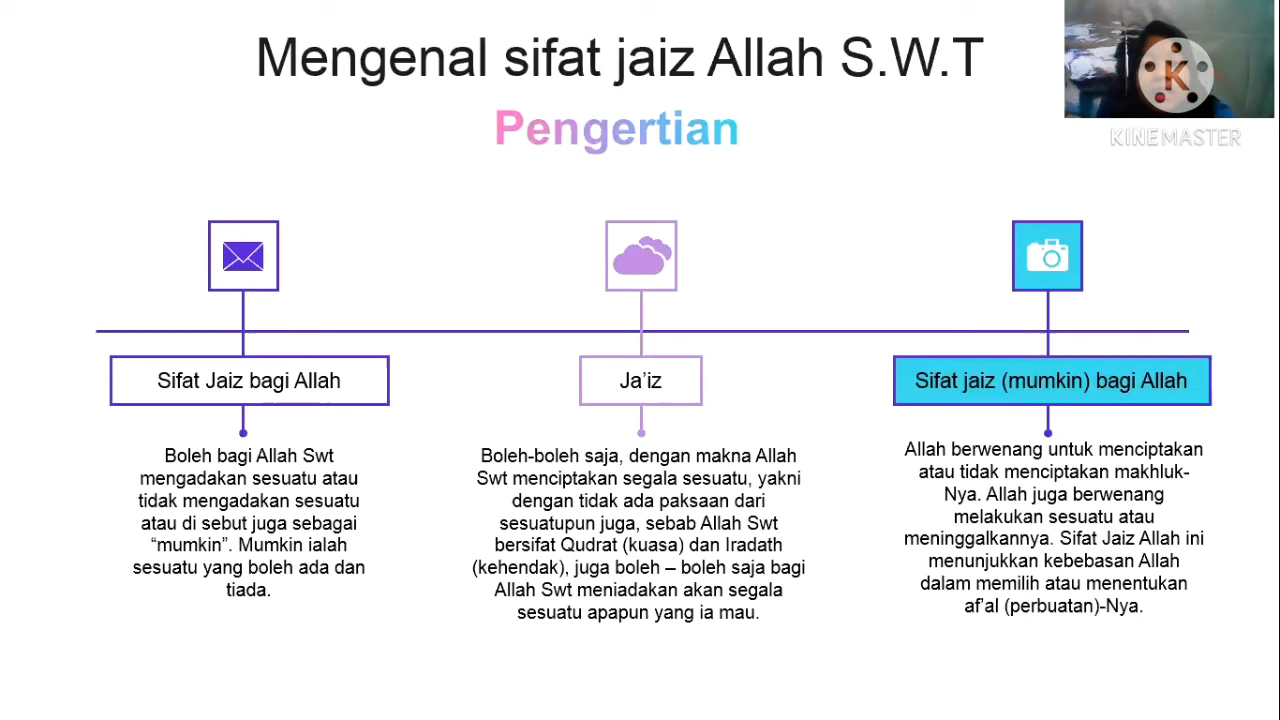 Mengenal sifat jaiz Allah S.W.T
Pengertian
K
KINEMASTER
Sifat Jaiz bagi Allah
Boleh bagi Allah Swt
mengadakan sesuatu atau
tidak mengadakan sesuatu
atau di sebut juga sebagai
“mumkin”. Mumkin ialah
sesuatu yang boleh ada dan
tiada.
Ja’iz
Boleh-boleh saja, dengan makna Allah
Swt menciptakan segala sesuatu, yakni
dengan tidak ada paksaan dari
sesuatupun juga, sebab Allah Swt
bersifat Qudrat (kuasa) dan Iradath
(kehendak), juga boleh – boleh saja bagi
Allah Swt meniadakan akan segala
sesuatu apapun yang ia mau.
Sifat jaiz (mumkin) bagi Allah
Allah berwenang untuk menciptakan
atau tidak menciptakan makhluk-
Nya. Allah juga berwenang
melakukan sesuatu atau
meninggalkannya. Sifat Jaiz Allah ini
menunjukkan kebebasan Allah
dalam memilih atau menentukan
af’al (perbuatan)-Nya.